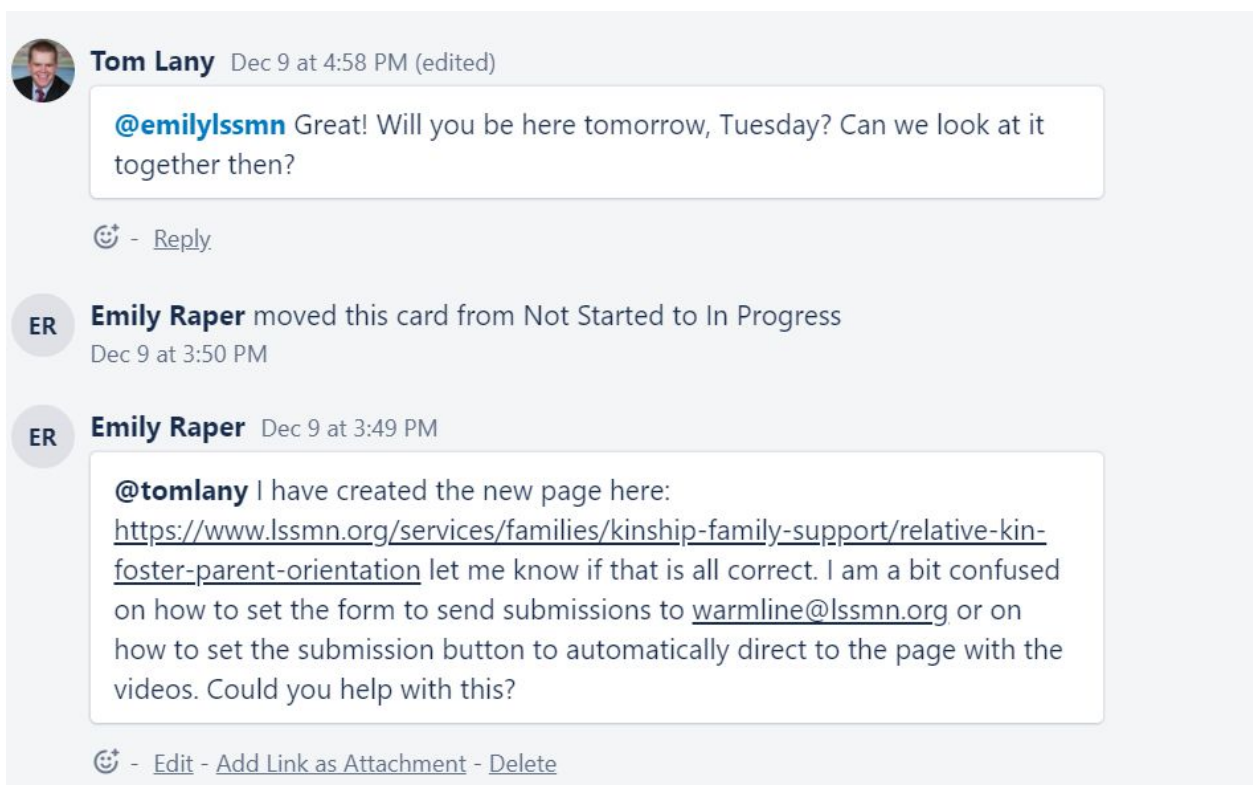 Tom Lany Dec 9 at 4:58 PM (edited)
@emilylssmn Great! Will you be here tomorrow, Tuesday? Can we look at it
together then?
- Reply
ER
Emily Raper moved this card from Not Started to In Progress
Dec 9 at 3:50 PM
ER
Emily Raper Dec 9 at 3:49 PM
@tomlany I have created the new page here:
https://www.lssmn.org/services/families/kinship-family-support/relative-kin-
foster-parent-orientation let me know if that is all correct. I am a bit confused
on how to set the form to send submissions to warmline@lssmn.org or on
how to set the submission button to automatically direct to the page with the
videos. Could you help with this?
- Edit - Add Link as Attachment - Delete